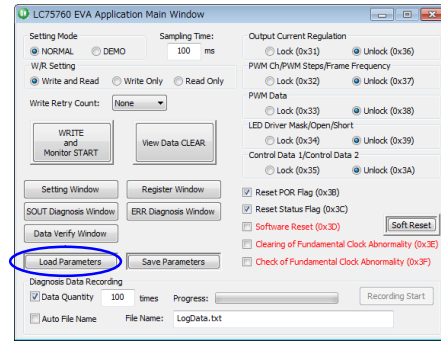 LC75760 EVA Application Main Window
Setting Mode
NORMAL DEMO
Sampling Time:
100 ms
W/R Setting
Write and Read Write Only Read Only
Write Retry Count: None
WRITE
and
Monitor START
View Data CLEAR
Setting Window Register Window
SOUT Diagnosis Window ERR Diagnosis Window
Data Verify Window
Load Parameters Save Parameters
Output Current Regulation
Lock (0x31) Unlock (0x36)
PWM Ch/PWM Steps/Frame Frequency
Lock (0x32) Unlock (0x37)
PWM Data
Lock (0x33) Unlock (0x38)
LED Driver Mask/Open/Short
Lock (0x34) Unlock (0x39)
Control Data 1/Control Data 2
Lock (0x35) Unlock (0x3A)
Reset POR Flag (0x3B)
Reset Status Flag (0x3C)
Software Reset (0x3D) Soft Reset
Clearing of Fundamental Clock Abnormality (0x3E)
Check of Fundamental Clock Abnormality (0x3F)
Diagnosis Data Recording
Data Quantity 100 times Progress: Recording Start
Auto File Name File Name: LogData.txt